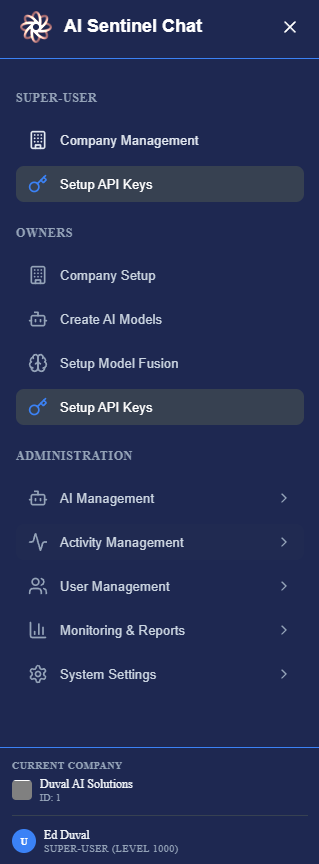 AI Sentinel Chat
SUPER-USER
Company Management
Setup API Keys
OWNERS
Company Setup
Create AI Models
Setup Model Fusion
Setup API Keys
ADMINISTRATION
AI Management
Activity Management
User Management
Monitoring & Reports
System Settings
CURRENT COMPANY
Duval AI Solutions
ID: 1
U
Ed Duval
SUPER-USER (LEVEL 1000)